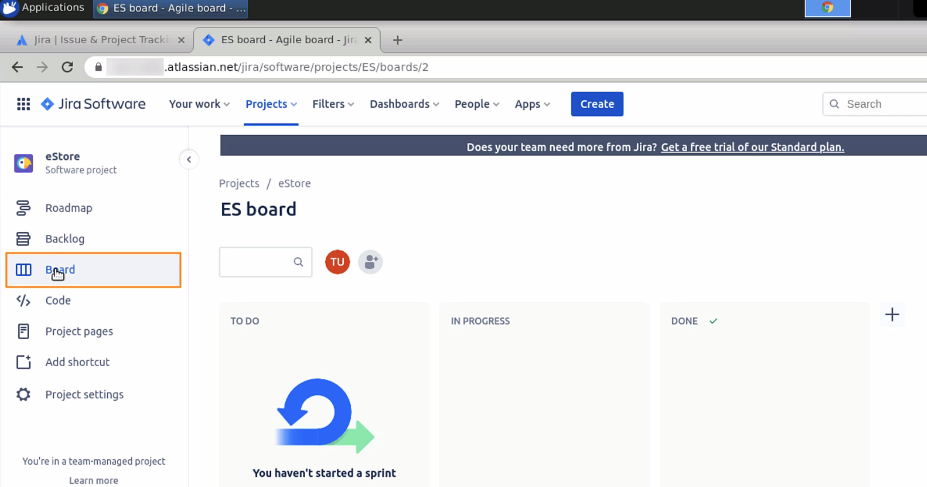 Applications
ES board - Agile board - ...
Jira | Issue & Project Tracki
ES board - Agile board - Jir
.atlassian.net/jira/software/projects/ES/boards/2
Jira Software
Your work
Projects
Filters
Dashboards
People
Apps
Create
Search
eStore
Software project
Does your team need more from Jira? Get a free trial of our Standard plan.
Projects / eStore
ES board
Roadmap
Backlog
Board
Code
Project pages
Add shortcut
Project settings
TU
TO DO
IN PROGRESS
DONE
You haven't started a sprint
You're in a team-managed project
Learn more